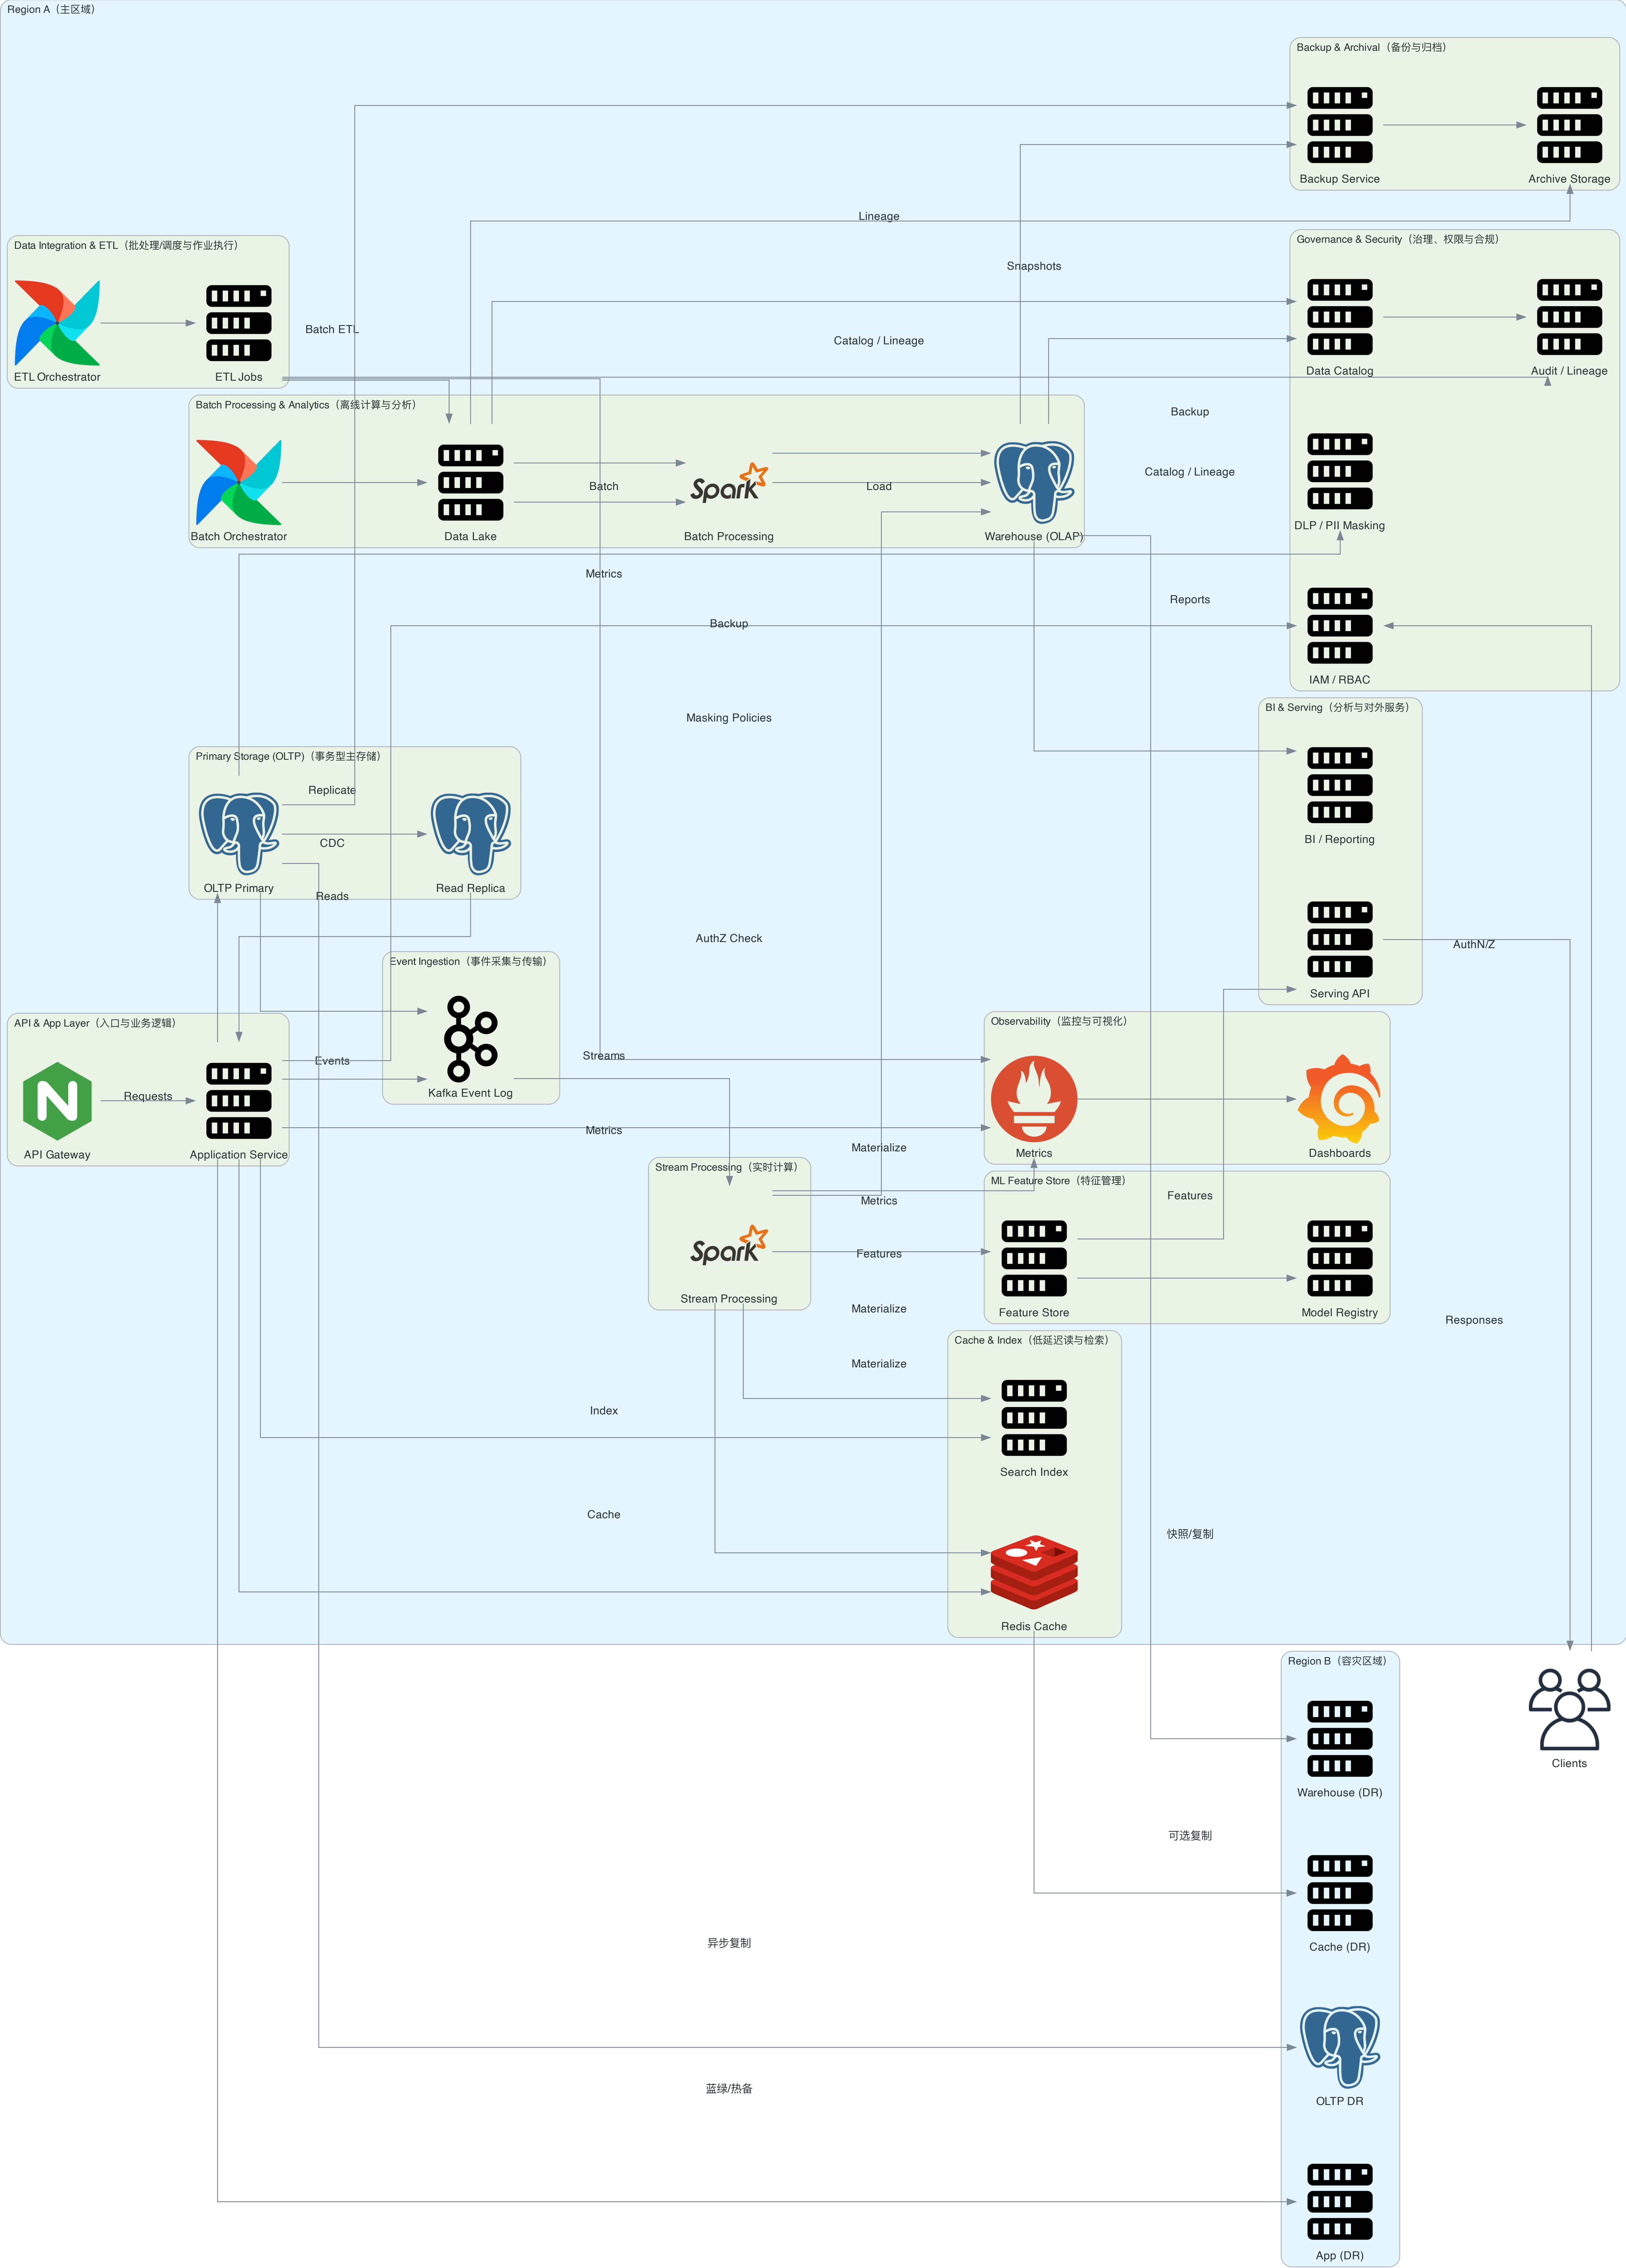 Region A（主区域）
Backup & Archival（备份与归档）
Backup Service
Archive Storage
Lineage
Governance & Security（治理、权限与合规）
Data Integration & ETL（批处理/调度与作业执行）
Snapshots
Batch ETL
Catalog / Lineage
ETL Orchestrator
ETL Jobs
Data Catalog
Audit / Lineage
Batch Processing & Analytics（离线计算与分析）
Backup
Catalog / Lineage
Spark
Batch
Load
Batch Orchestrator
Data Lake
Batch Processing
Warehouse (OLAP)
DLP / PII Masking
Metrics
Reports
Backup
IAM / RBAC
Masking Policies
BI & Serving（分析与对外服务）
Primary Storage (OLTP)（事务型主存储）
Replicate
CDC
BI / Reporting
OLTP Primary
Read Replica
Reads
AuthZ Check
AuthN/Z
Event Ingestion（事件采集与传输）
Serving API
API & App Layer（入口与业务逻辑）
Observability（监控与可视化）
Events
Streams
Kafka Event Log
N
Requests
Metrics
API Gateway
Application Service
Materialize
Metrics
Dashboards
Stream Processing（实时计算）
ML Feature Store（特征管理）
Metrics
Features
Spark
Features
Stream Processing
Materialize
Feature Store
Model Registry
Responses
Cache & Index（低延迟读与检索）
Materialize
Index
Search Index
Cache
快照/复制
Redis Cache
Region B（容灾区域）
Clients
Warehouse (DR)
可选复制
异步复制
Cache (DR)
蓝绿/热备
OLTP DR
App (DR)